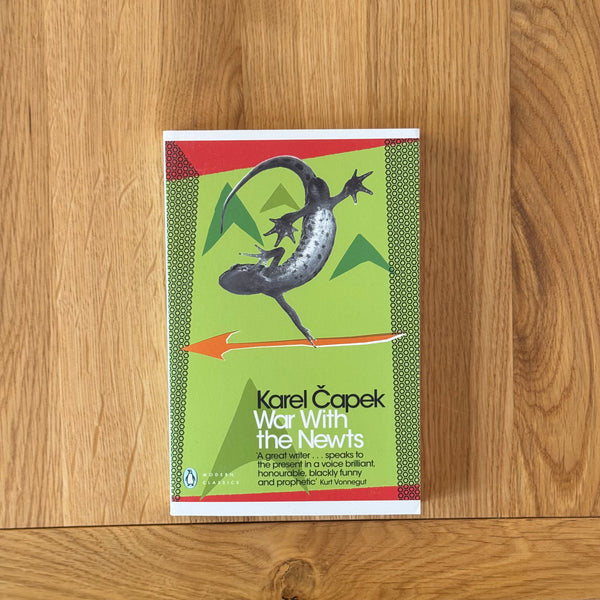 Karel Čapek
War With
the Newts
'A great writer . . . speaks to
the present in a voice brilliant,
honourable, blackly funny
and prophetic' Kurt Vonnegut
MODERN
CLASSICS